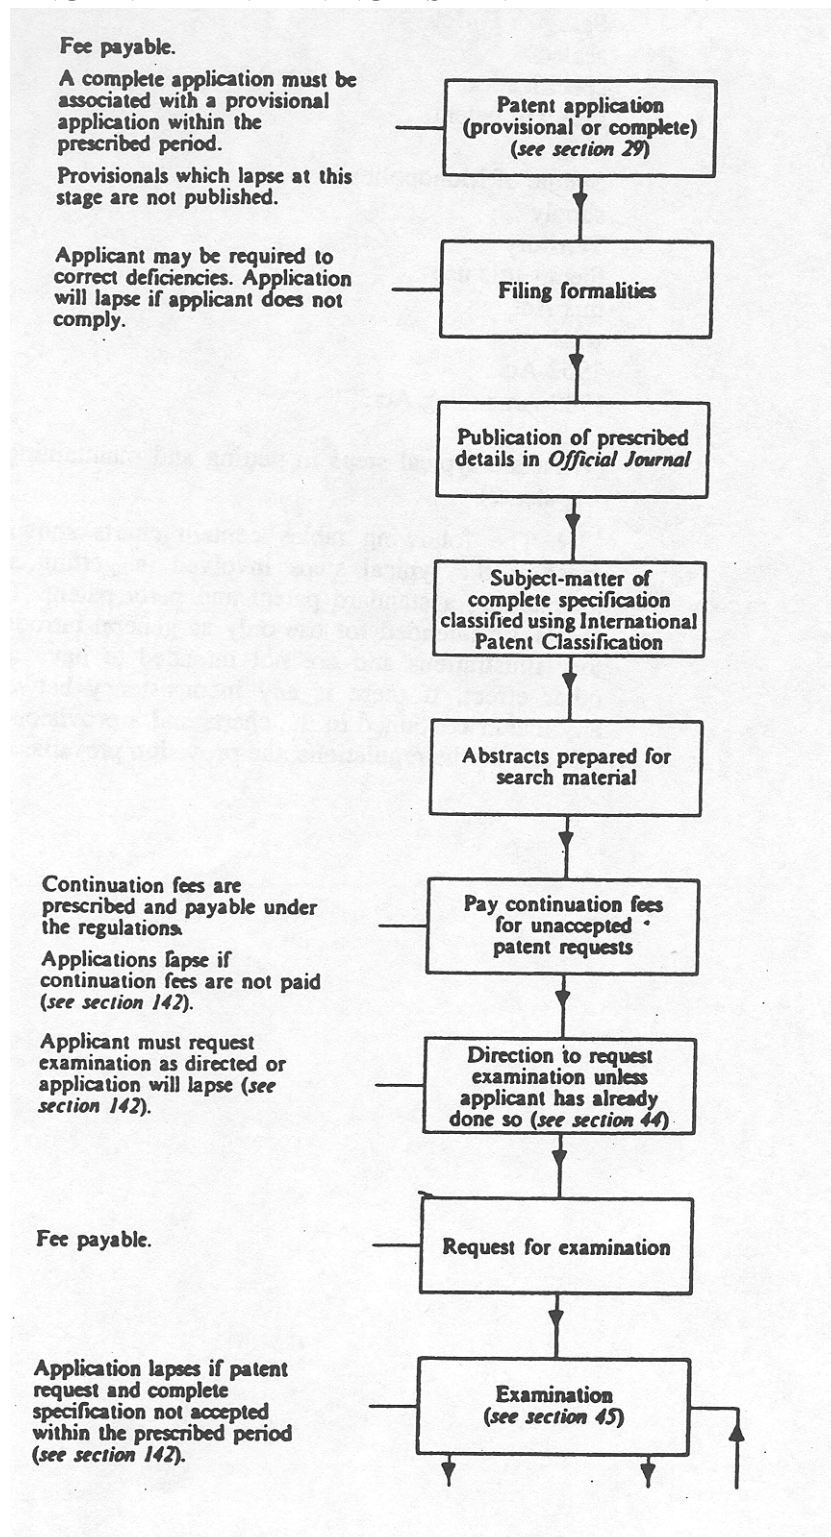 Fee payable.
A complete application must be
associated with a provisional
application within the
prescribed period.
Provisionals which lapse at this
stage are not published.
Patent application
(provisional or complete)
(see section 29)
Applicant may be required to
correct deficiencies. Application
will lapse if applicant does not
comply.
Filing formalities
Publication of prescribed
details in Official Journal
Subject-matter of
complete specification
classified using International
Patent Classification
Abstracts prepared for
search material
Continuation fees are
prescribed and payable under
the regulations.
Applications lapse if
continuation fees are not paid
(see section 142).
Pay continuation fees
for unaccepted
patent requests
Applicant must request
examination as directed or
application will lapse (see
section 142).
Direction to request
examination unless
applicant has already
done so (see section 44)
Fee payable.
Request for examination
Application lapses if patent
request and complete
specification not accepted
within the prescribed period
(see section 142).
Examination
(see section 45)